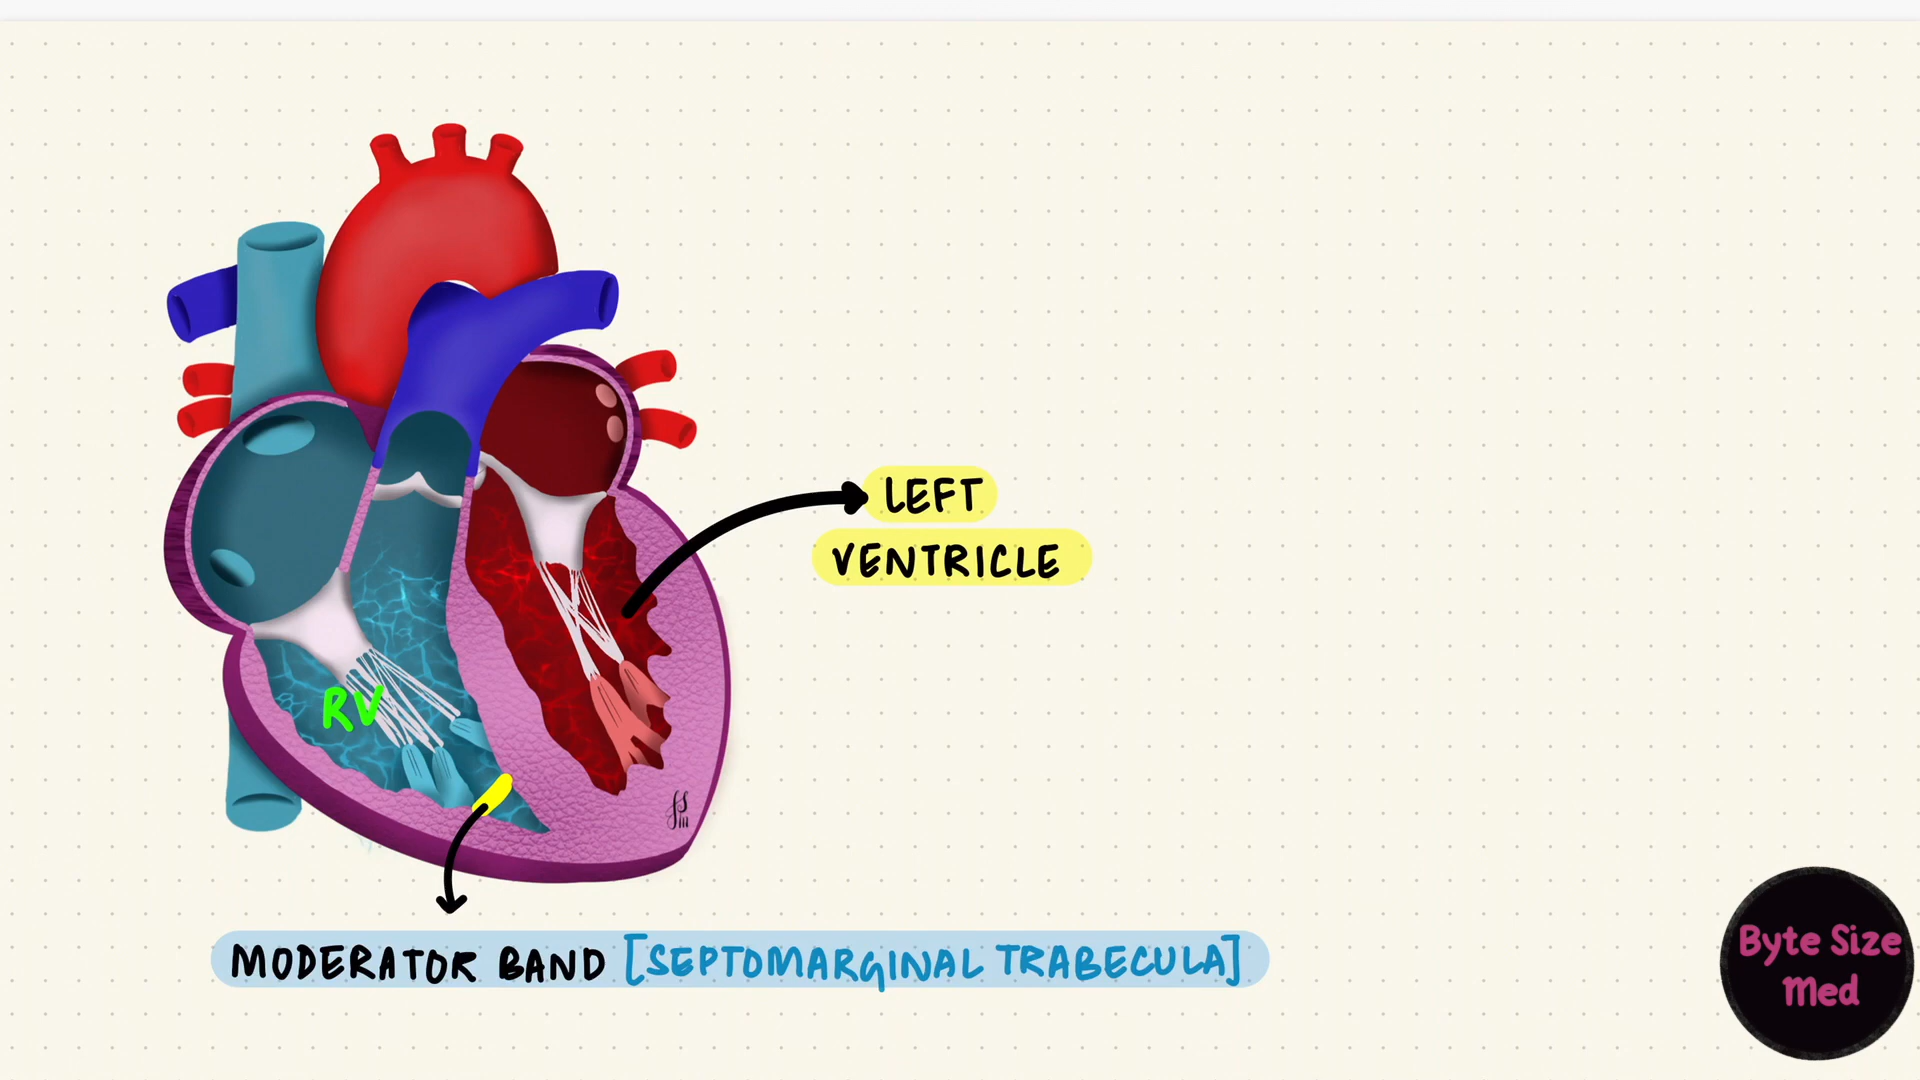 LEFT
VENTRICLE
RV
MODERATOR BAND [SEPTOMARGINAL TRABECULA]
Byte Size
Med